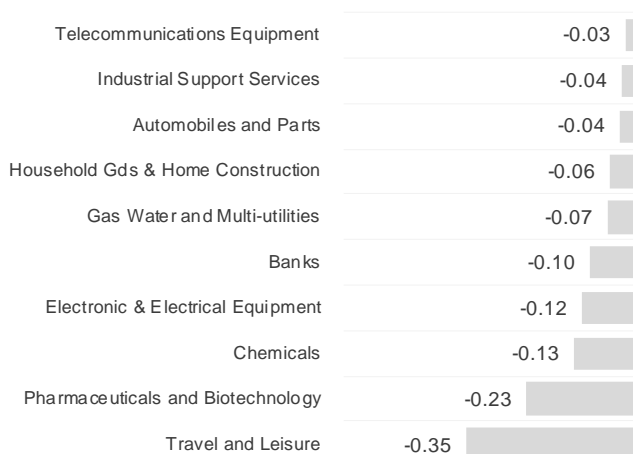 Telecommunications Equipment -0.03
Industrial Support Services -0.04
Automobiles and Parts -0.04
Household Gds & Home Construction -0.06
Gas Water and Multi-utilities -0.07
Banks -0.10
Electronic & Electrical Equipment -0.12
Chemicals -0.13
Pharmaceuticals and Biotechnology -0.23
Travel and Leisure -0.35